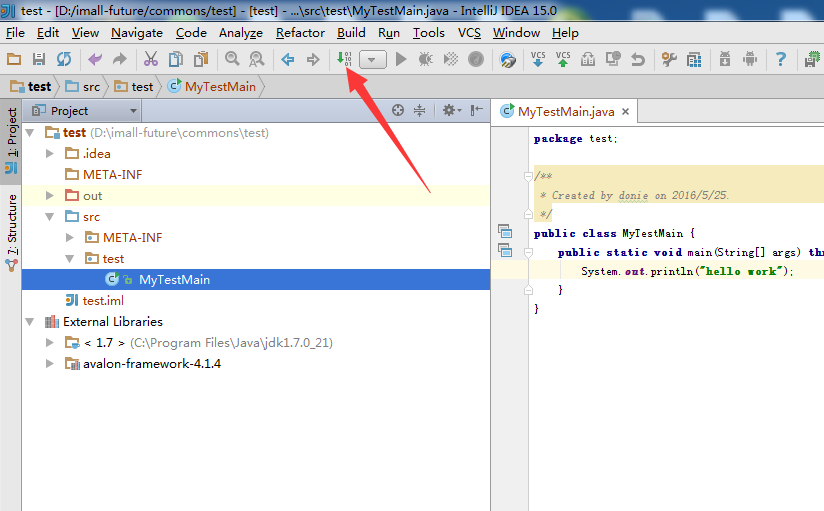 test - [D:/imall-future/commons/test] - [test] - ...\src\test\MyTestMain.java - IntelliJ IDEA 15.0
File Edit View Navigate Code Analyze Refactor Build Run Tools VCS Window Help
test src test MyTestMain
1: Project
7: Structure
Project
test (D:\imall-future\commons\test)
.idea
META-INF
out
src
META-INF
test
MyTestMain
test.iml
External Libraries
< 1.7 > (C:\Program Files\Java\jdk1.7.0_21)
avalon-framework-4.1.4
MyTestMain.java
package test;
/**
* Created by donie on 2016/5/25.
*/
public class MyTestMain {
public static void main(String[] args) thr
System.out.println("hello work");
}
}